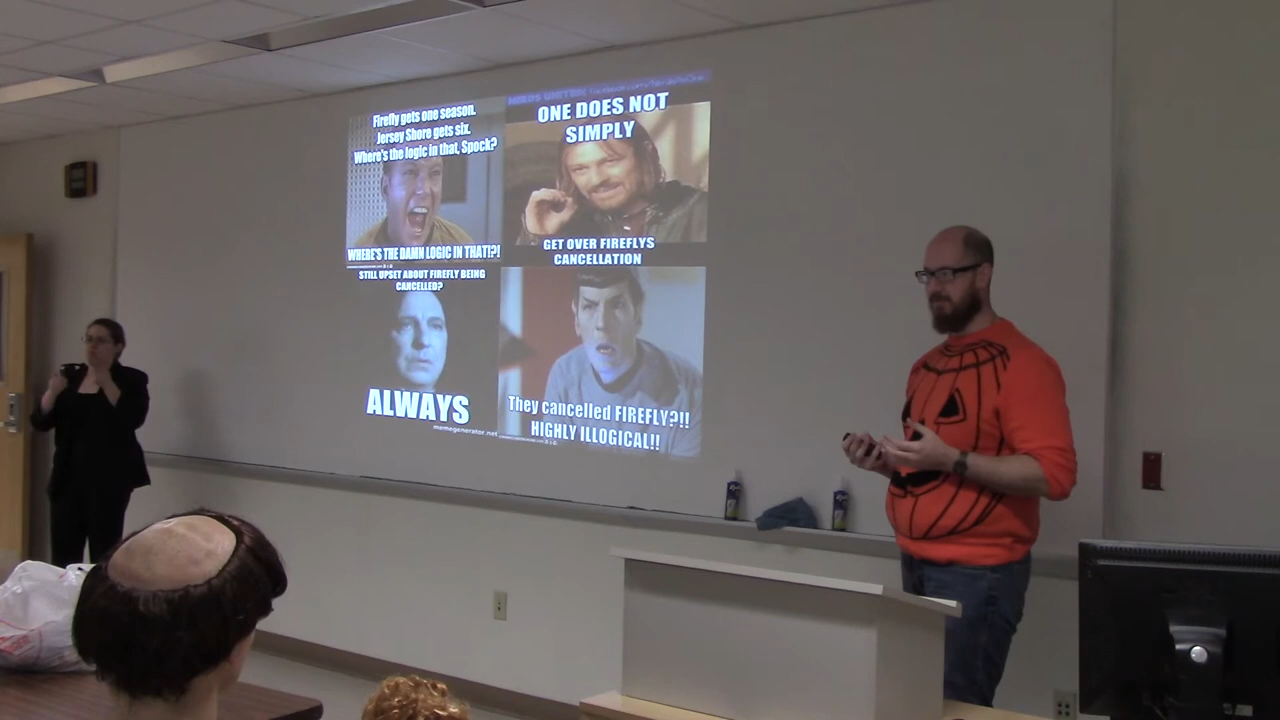 Firefly gets one season.
Jersey Shore gets six.
Where's the logic in that, Spock?
WHERE'S THE DAMN LOGIC IN THAT!?!
ONE DOES NOT
SIMPLY
GET OVER FIREFLYS
CANCELLATION
STILL UPSET ABOUT FIREFLY BEING
CANCELLED?
ALWAYS
memegenerator.net
They cancelled FIREFLY?!!
HIGHLY ILLOGICAL!!